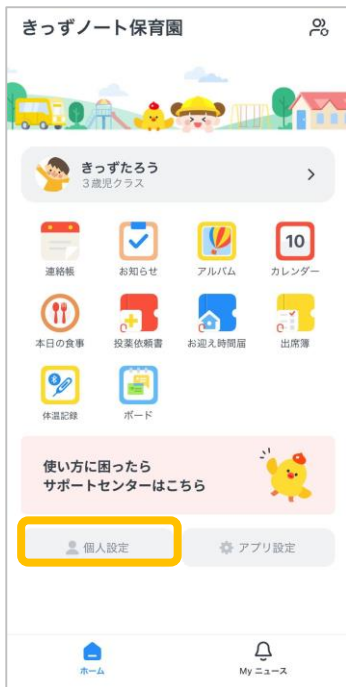 きっずノート保育園
きっずたろう
3歳児クラス
連絡帳
お知らせ
アルバム
10
カレンダー
本日の食事
投薬依頼書
お迎え時間届
出席簿
体温記録
ボード
使い方に困ったら
サポートセンターはこちら
個人設定
アプリ設定
ホーム
My ニュース